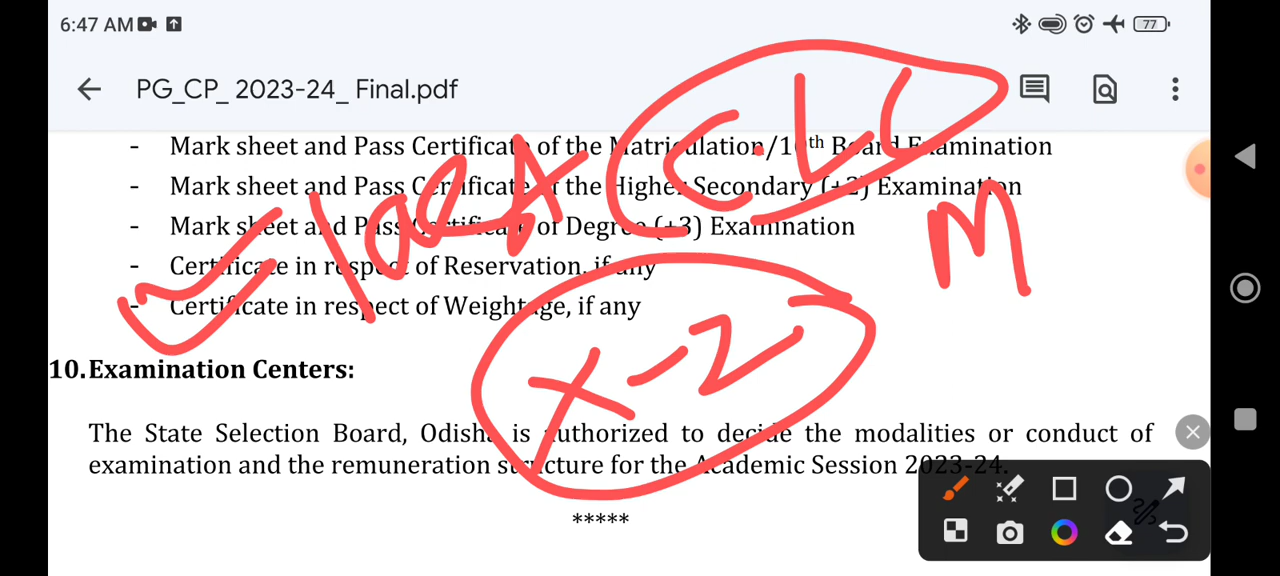 6:47 AM 77
PG_CP_ 2023-24_ Final.pdf
- Mark sheet and Pass Certificate of the Matriculation/10th Board Examination
- Mark sheet and Pass Certificate of the Higher Secondary (+2) Examination
- Mark sheet and Pass Certificate of Degree (+3) Examination
- Certificate in respect of Reservation, if any
- Certificate in respect of Weightage, if any
CLC
M
X-2
10. Examination Centers:
The State Selection Board, Odisha is authorized to decide the modalities or conduct of
examination and the remuneration structure for the Academic Session 2023-24.
*****